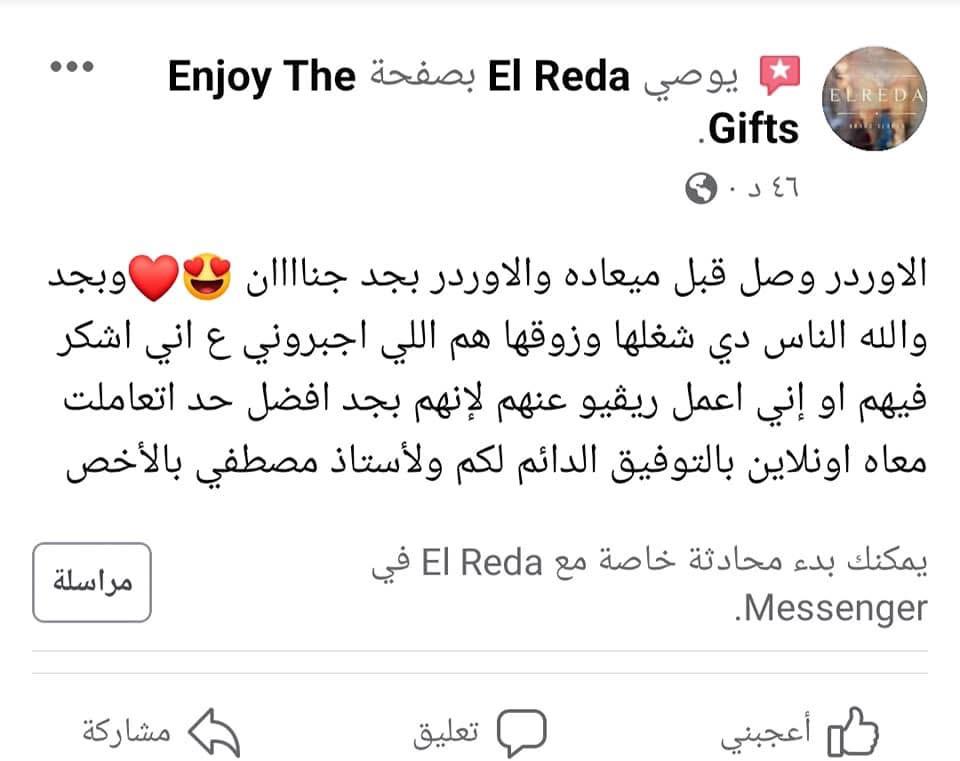 ELREDA
يوصي El Reda بصفحة Enjoy The
Gifts.
٤٦ د ·
الاوردر وصل قبل ميعاده والاوردر بجد جناااان 😍❤️وبجد
والله الناس دي شغلها وزوقها هم اللي اجبروني ع اني اشكر
فيهم او إني اعمل ريڤيو عنهم لإنهم بجد افضل حد اتعاملت
معاه اونلاين بالتوفيق الدائم لكم ولأستاذ مصطفي بالأخص
يمكنك بدء محادثة خاصة مع El Reda في
Messenger.
مراسلة
أعجبني
تعليق
مشاركة